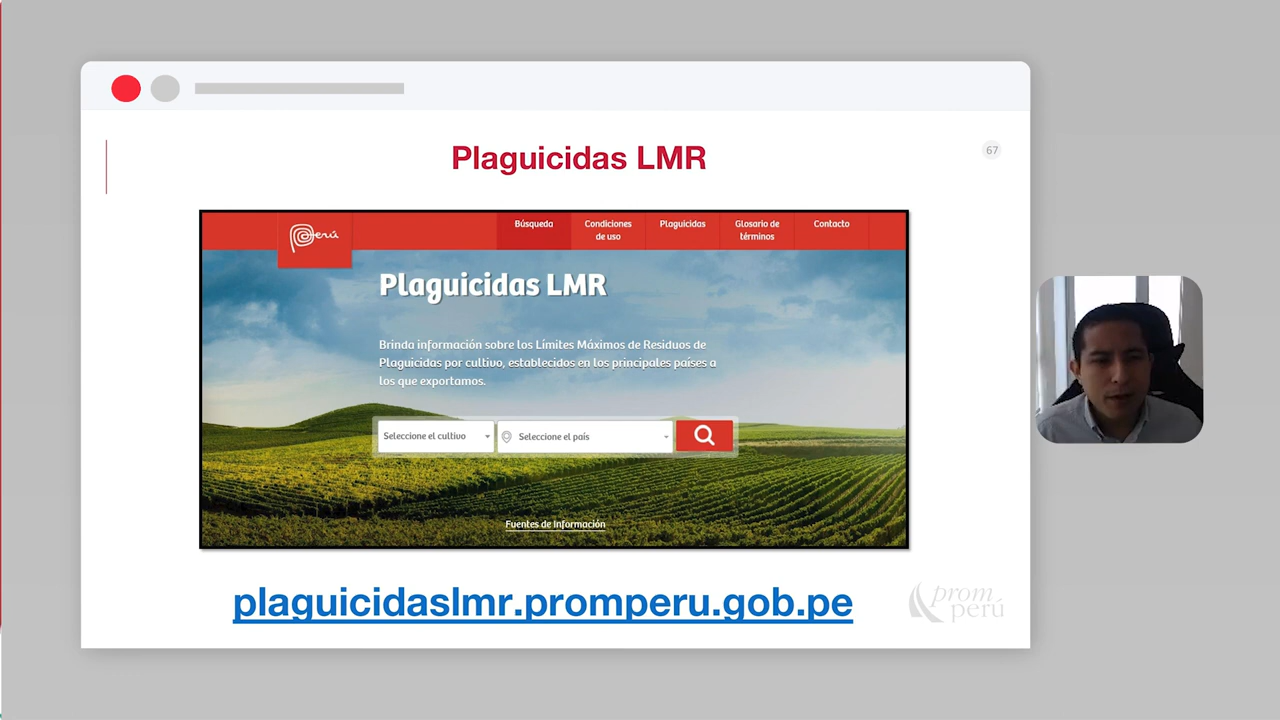 Plaguicidas LMR
67
Perú
Búsqueda
Condiciones
de uso
Plaguicidas
Glosario de
términos
Contacto
Plaguicidas LMR
Brinda información sobre los Límites Máximos de Residuos de
Plaguicidas por cultivo, establecidos en los principales países a
los que exportamos.
Seleccione el cultivo
Seleccione el país
Fuentes de Información
plaguicidaslmr.promperu.gob.pe
prom
perú